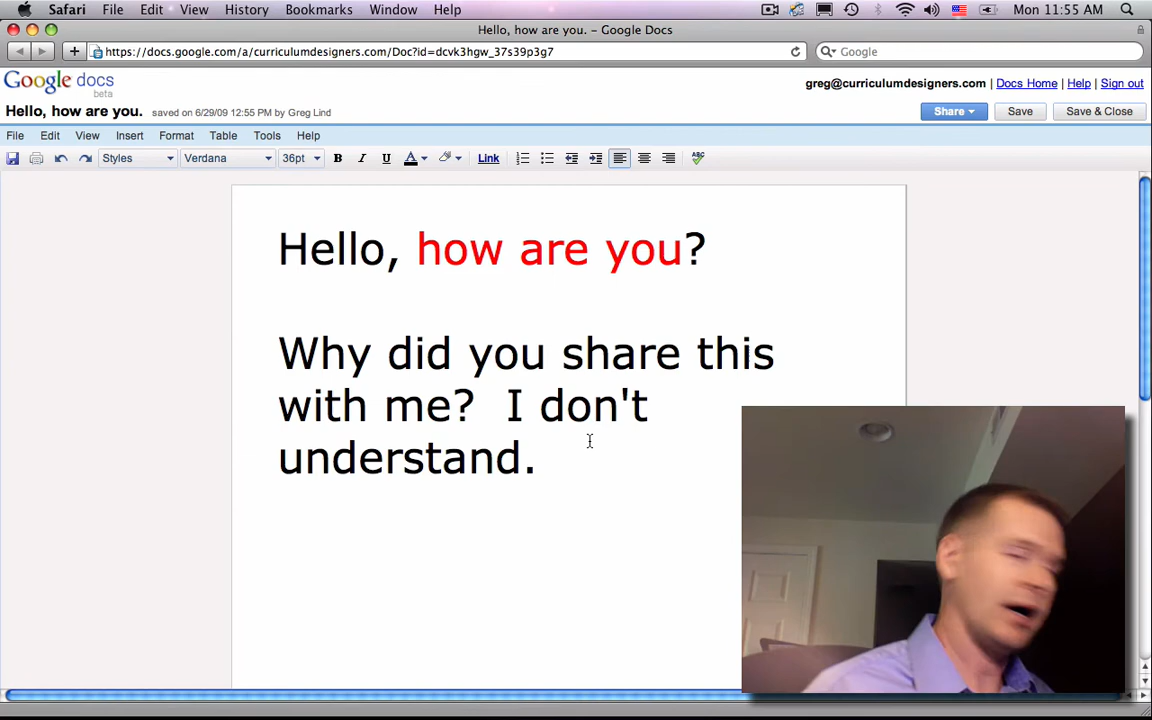 Safari File Edit View History Bookmarks Window Help Mon 11:55 AM
Hello, how are you. – Google Docs
https://docs.google.com/a/curriculumdesigners.com/Doc?id=dcvk3hgw_37s39p3g7 Google
Google docs
beta
greg@curriculumdesigners.com | Docs Home | Help | Sign out
Hello, how are you. saved on 6/29/09 12:55 PM by Greg Lind Share Save Save & Close
File Edit View Insert Format Table Tools Help
Styles Verdana 36pt B I U A Link ABC
Hello, how are you?
Why did you share this
with me? I don't
understand.